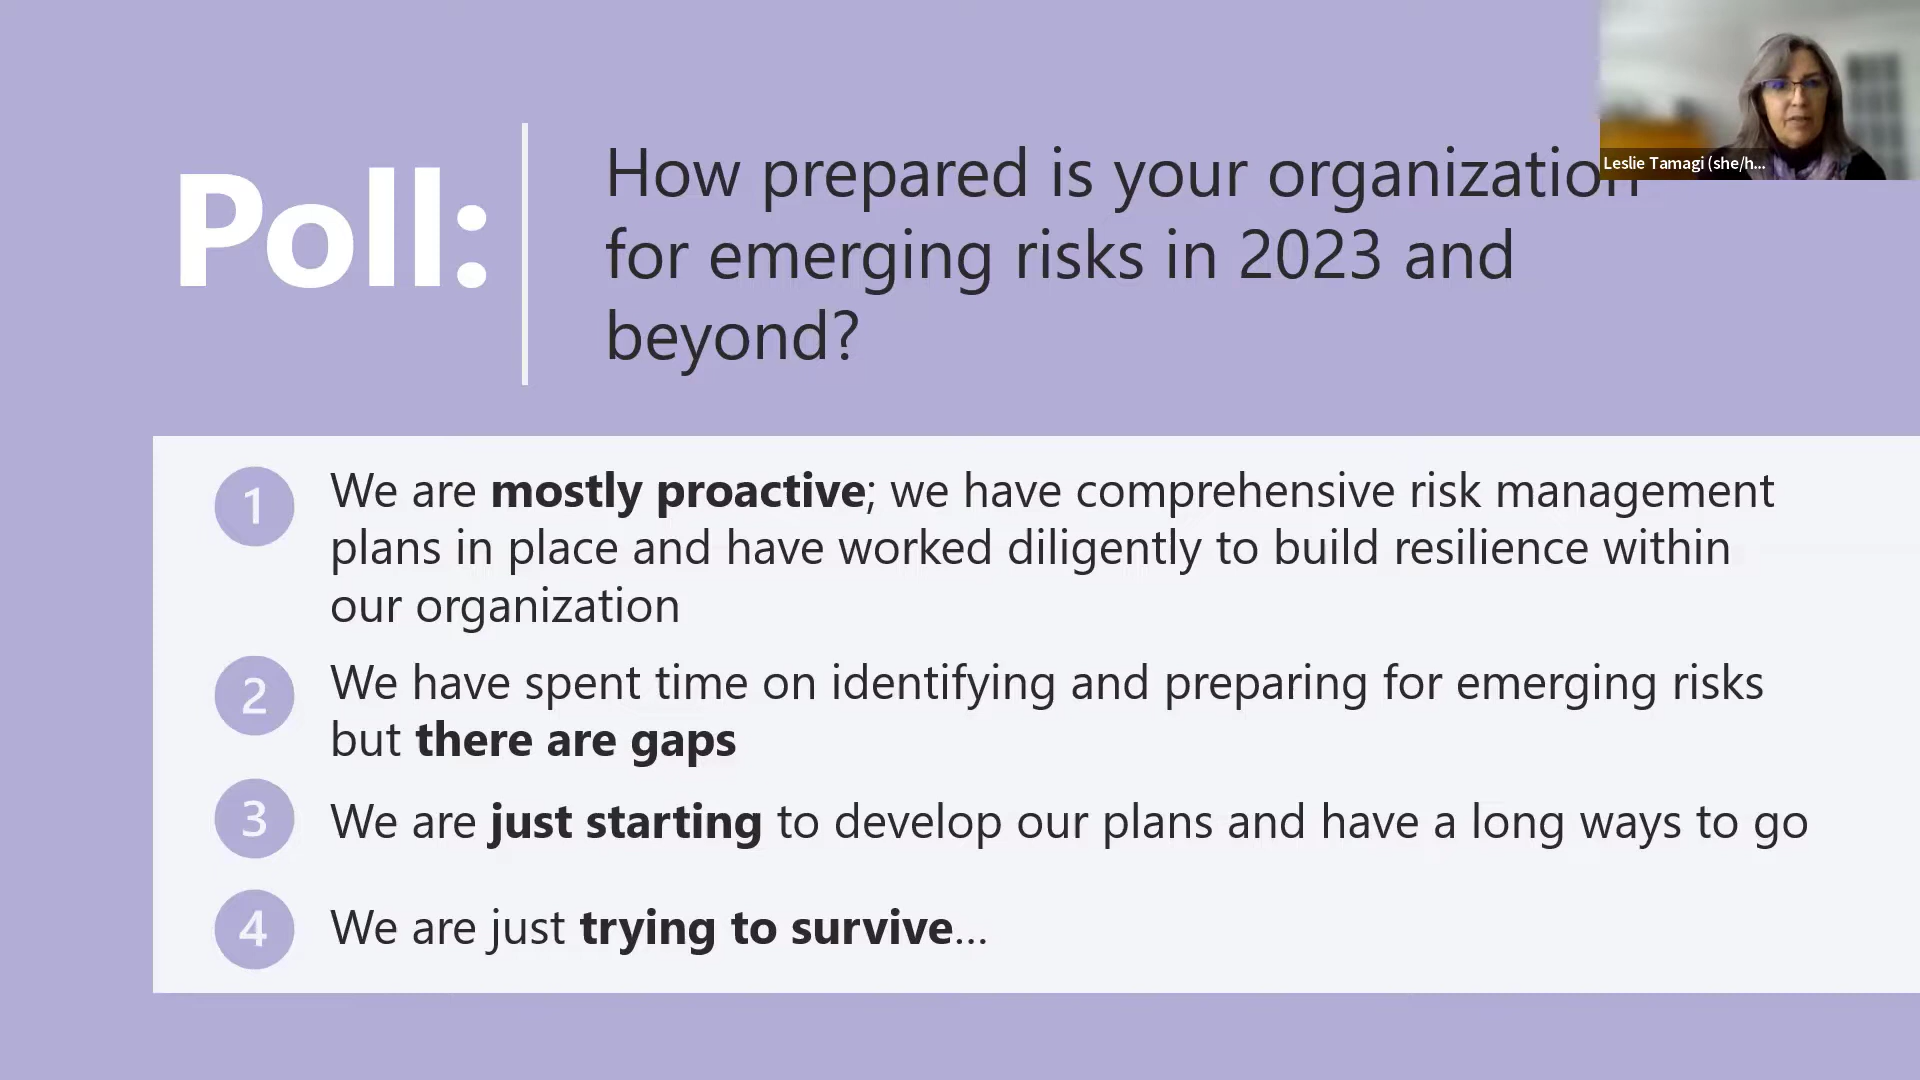 Poll:
How prepared is your organization
for emerging risks in 2023 and
beyond?
Leslie Tamagi (she/h...
1
We are mostly proactive; we have comprehensive risk management
plans in place and have worked diligently to build resilience within
our organization
2
We have spent time on identifying and preparing for emerging risks
but there are gaps
3
We are just starting to develop our plans and have a long ways to go
4
We are just trying to survive...